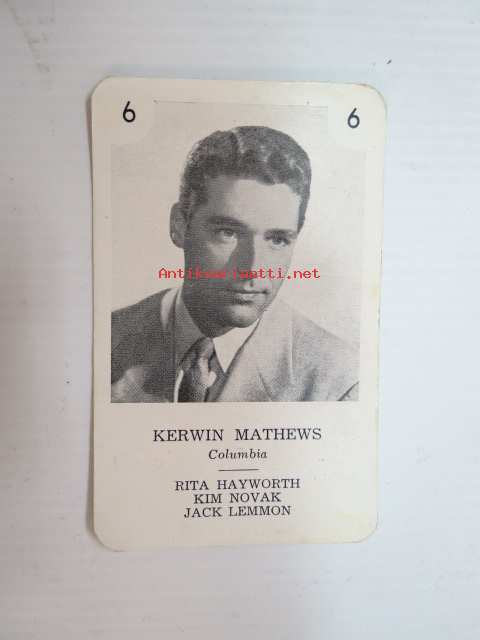 6
6
Antikvariaatti.net
KERWIN MATHEWS
Columbia
RITA HAYWORTH
KIM NOVAK
JACK LEMMON